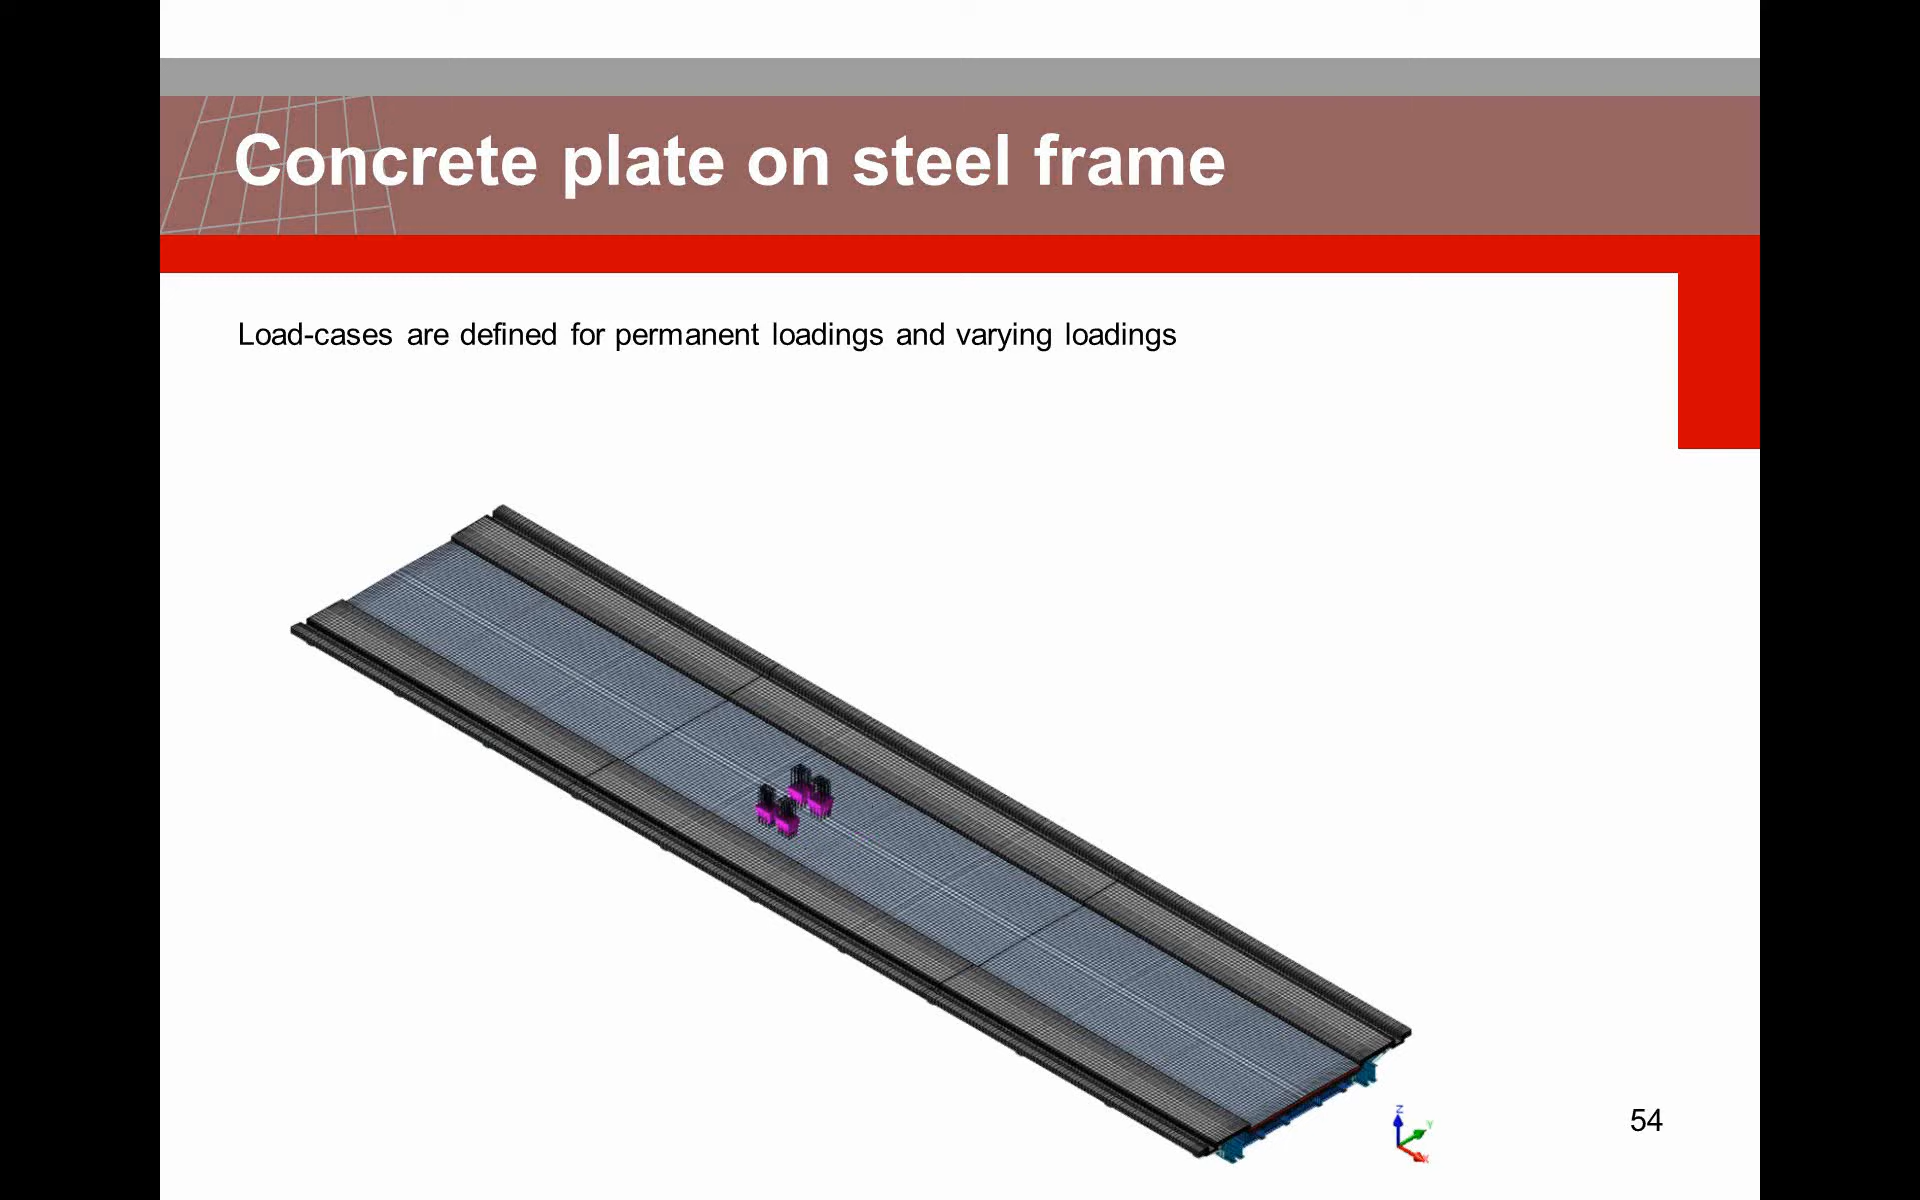 Concrete plate on steel frame
Load-cases are defined for permanent loadings and varying loadings
Z
Y
X
54